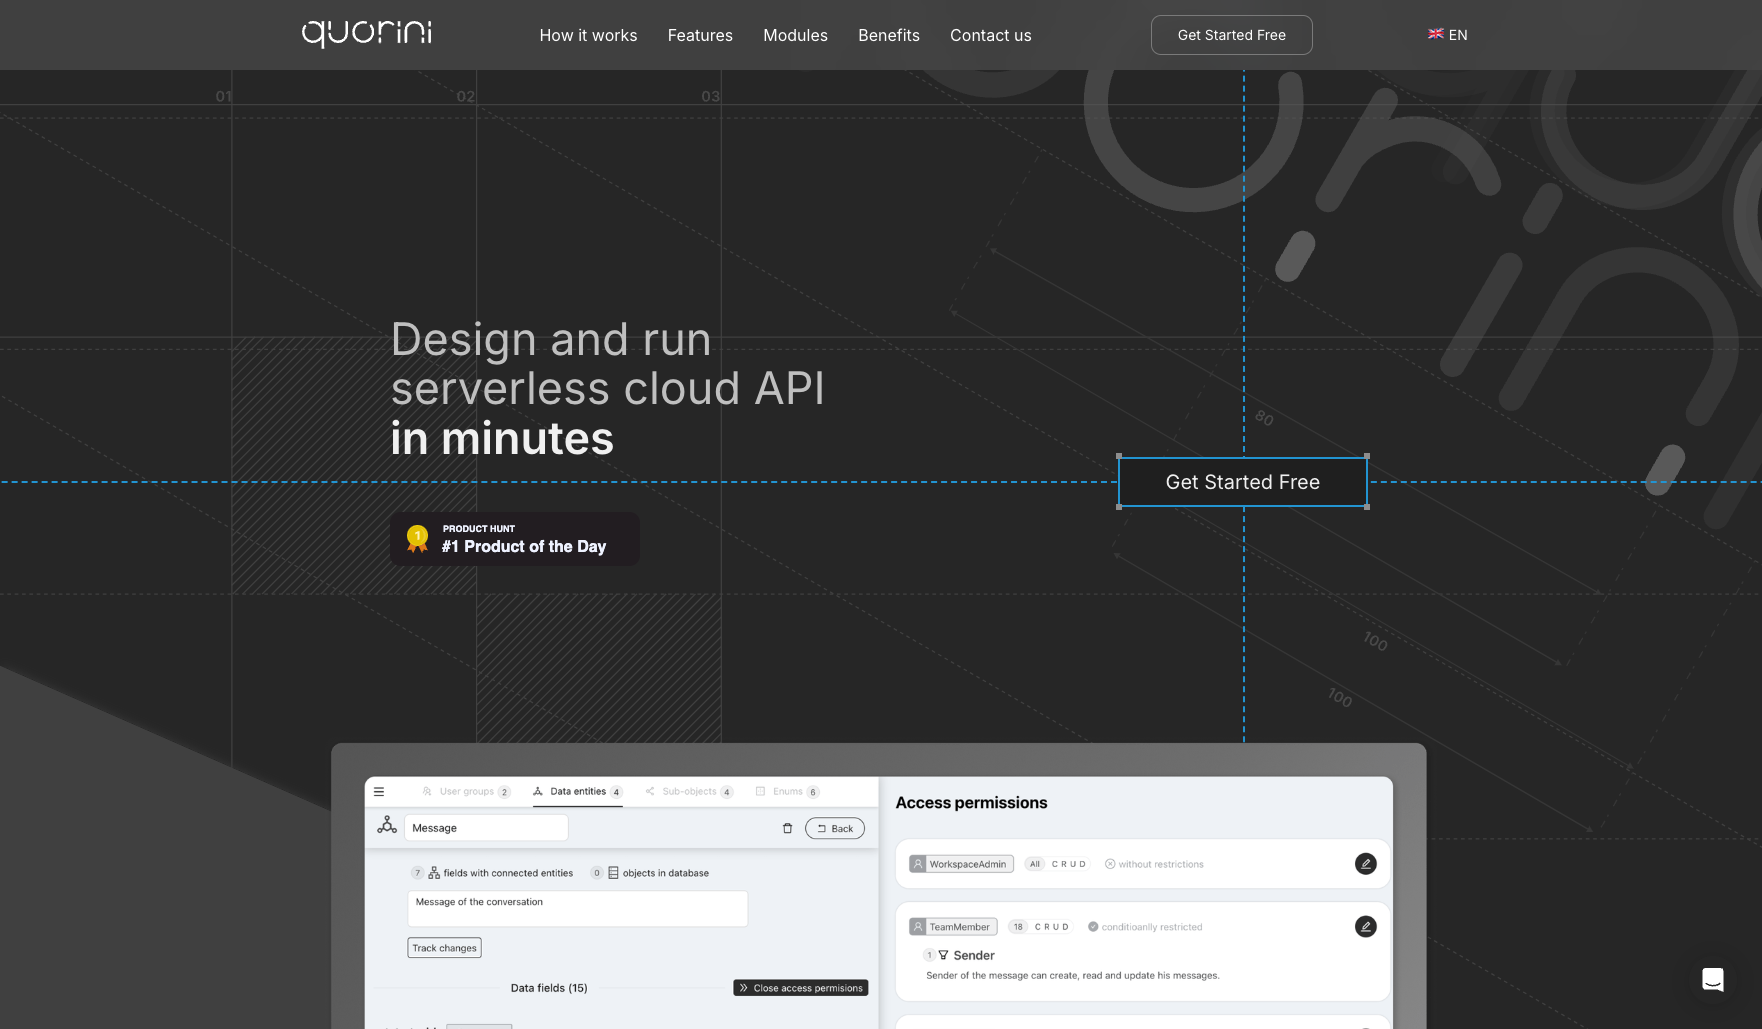 quorini
How it works
Features
Modules
Benefits
Contact us
Get Started Free
EN
01
02
03
Design and run
serverless cloud API
in minutes
80
Get Started Free
1
PRODUCT HUNT
#1 Product of the Day
100
100
User groups 2
Data entities 4
Sub-objects 4
Enums 6
Message
Back
7 fields with connected entities
0 objects in database
Message of the conversation
Track changes
Data fields (15)
Close access permisions
Access permissions
WorkspaceAdmin
All C R U D
without restrictions
TeamMember
18 C R U D
conditioanlly restricted
1 Sender
Sender of the message can create, read and update his messages.